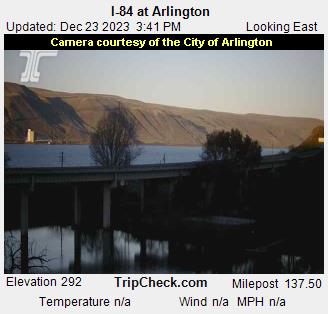 I-84 at Arlington
Updated: Dec 23 2023 3:41 PM Looking East
Camera courtesy of the City of Arlington
Elevation 292 TripCheck.com Milepost 137.50
Temperature n/a Wind n/a MPH n/a